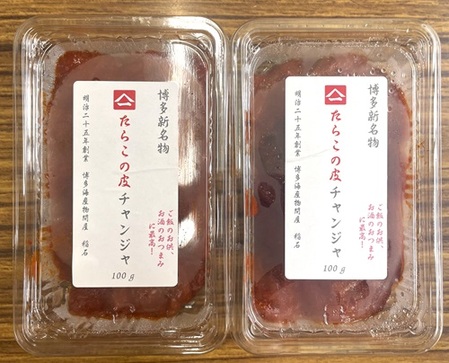 博多新名物
たらこの皮チャンジャ
ご飯のお供、
お酒のおつまみ
に最高！
明治二十五年創業 博多海産物問屋 稲石
100g
博多新名物
たらこの皮チャンジャ
ご飯のお供、
お酒のおつまみ
に最高！
明治二十五年創業 博多海産物問屋 稲石
100g